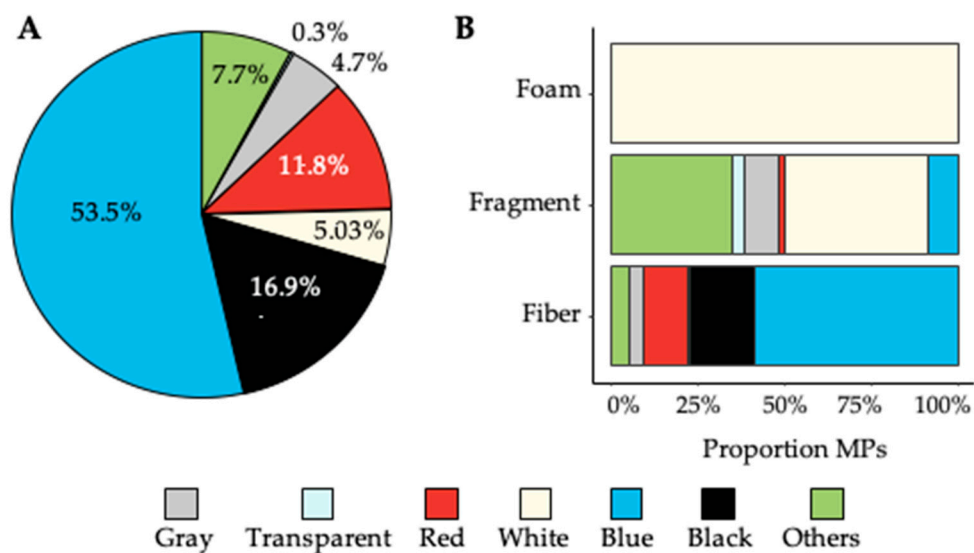 A
0.3%
4.7%
7.7%
11.8%
53.5%
5.03%
16.9%
B
Foam
Fragment
Fiber
0% 25% 50% 75% 100%
Proportion MPs
Gray Transparent Red White Blue Black Others